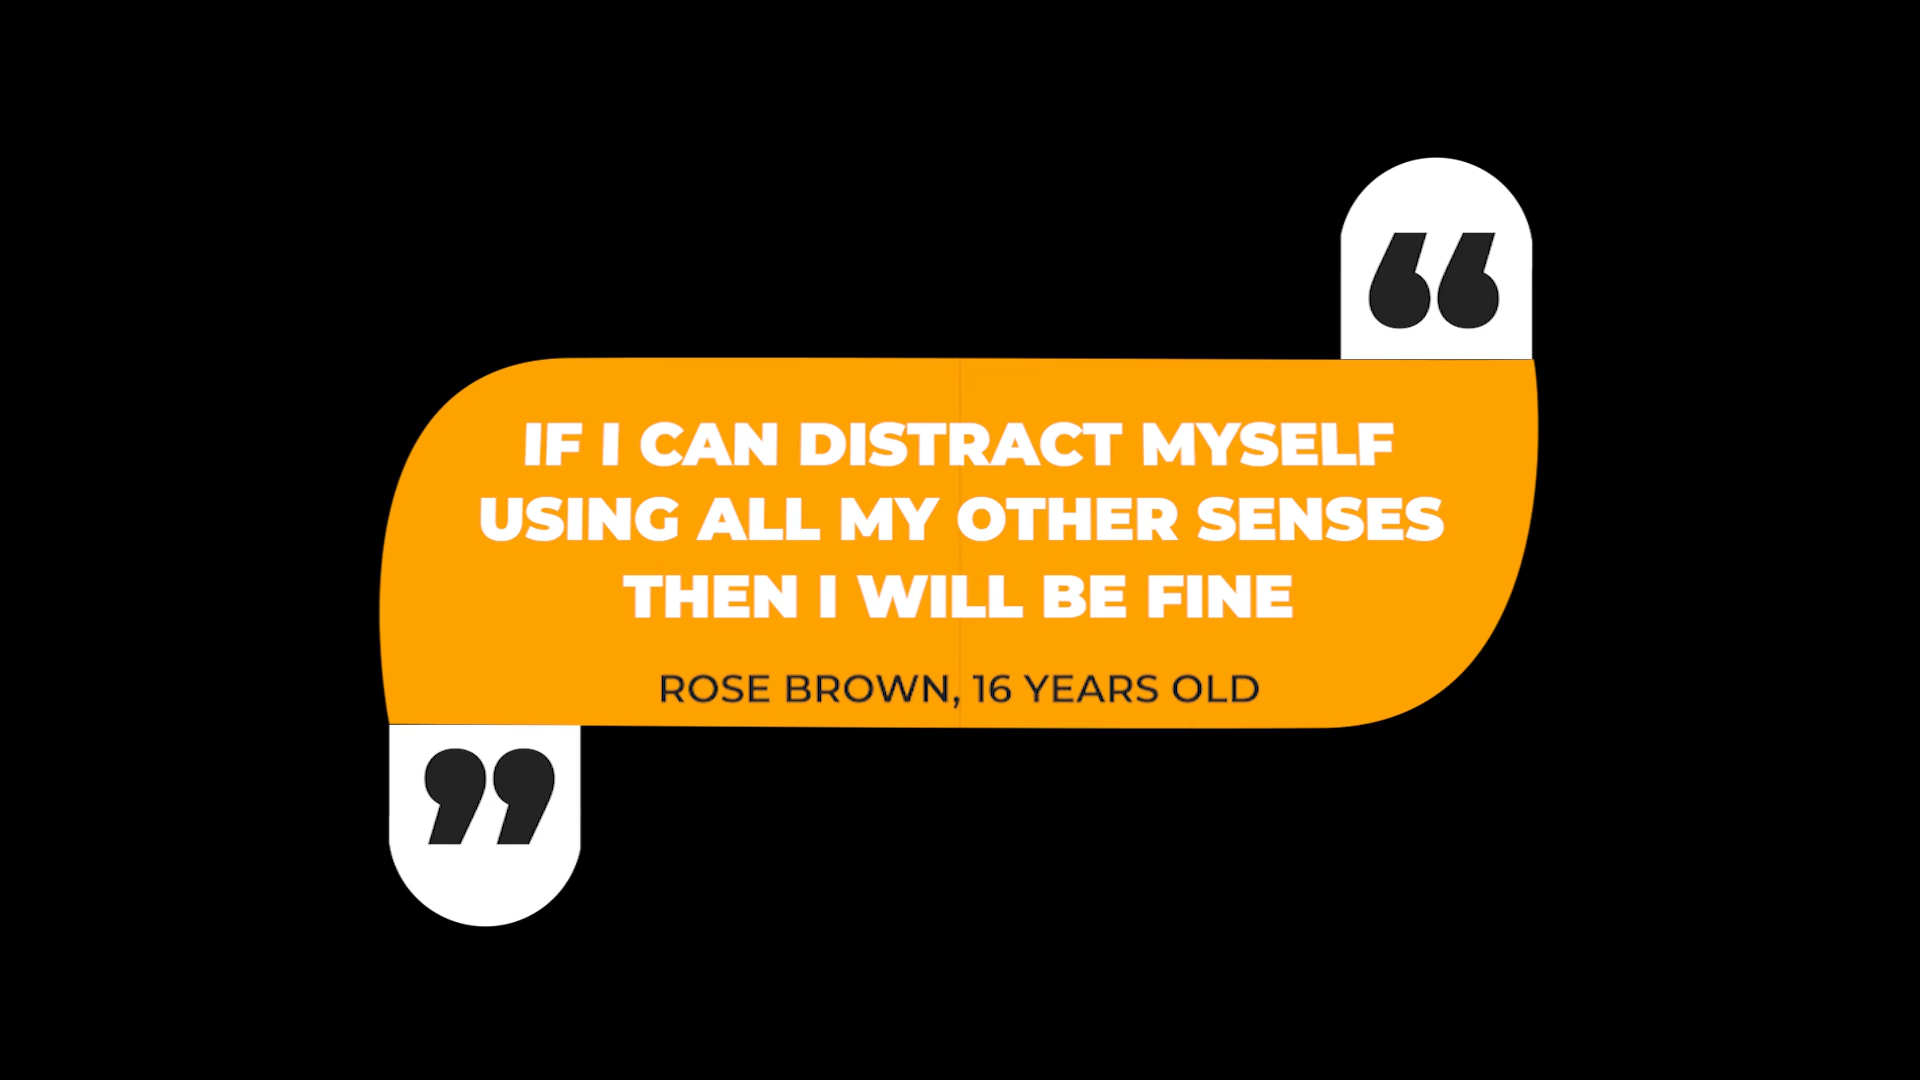 “
IF I CAN DISTRACT MYSELF
USING ALL MY OTHER SENSES
THEN I WILL BE FINE
ROSE BROWN, 16 YEARS OLD
”